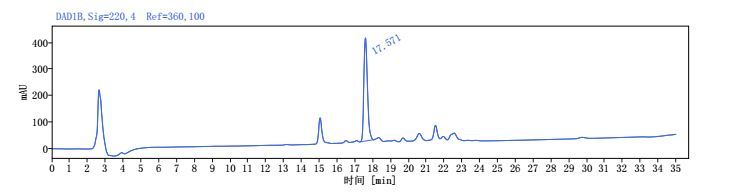 DAD1B,Sig=220,4 Ref=360,100
mAU
400
300
200
100
0
17.571
0 1 2 3 4 5 6 7 8 9 10 11 12 13 14 15 16 17 18 19 20 21 22 23 24 25 26 27 28 29 30 31 32 33 34 35
时间 [min]